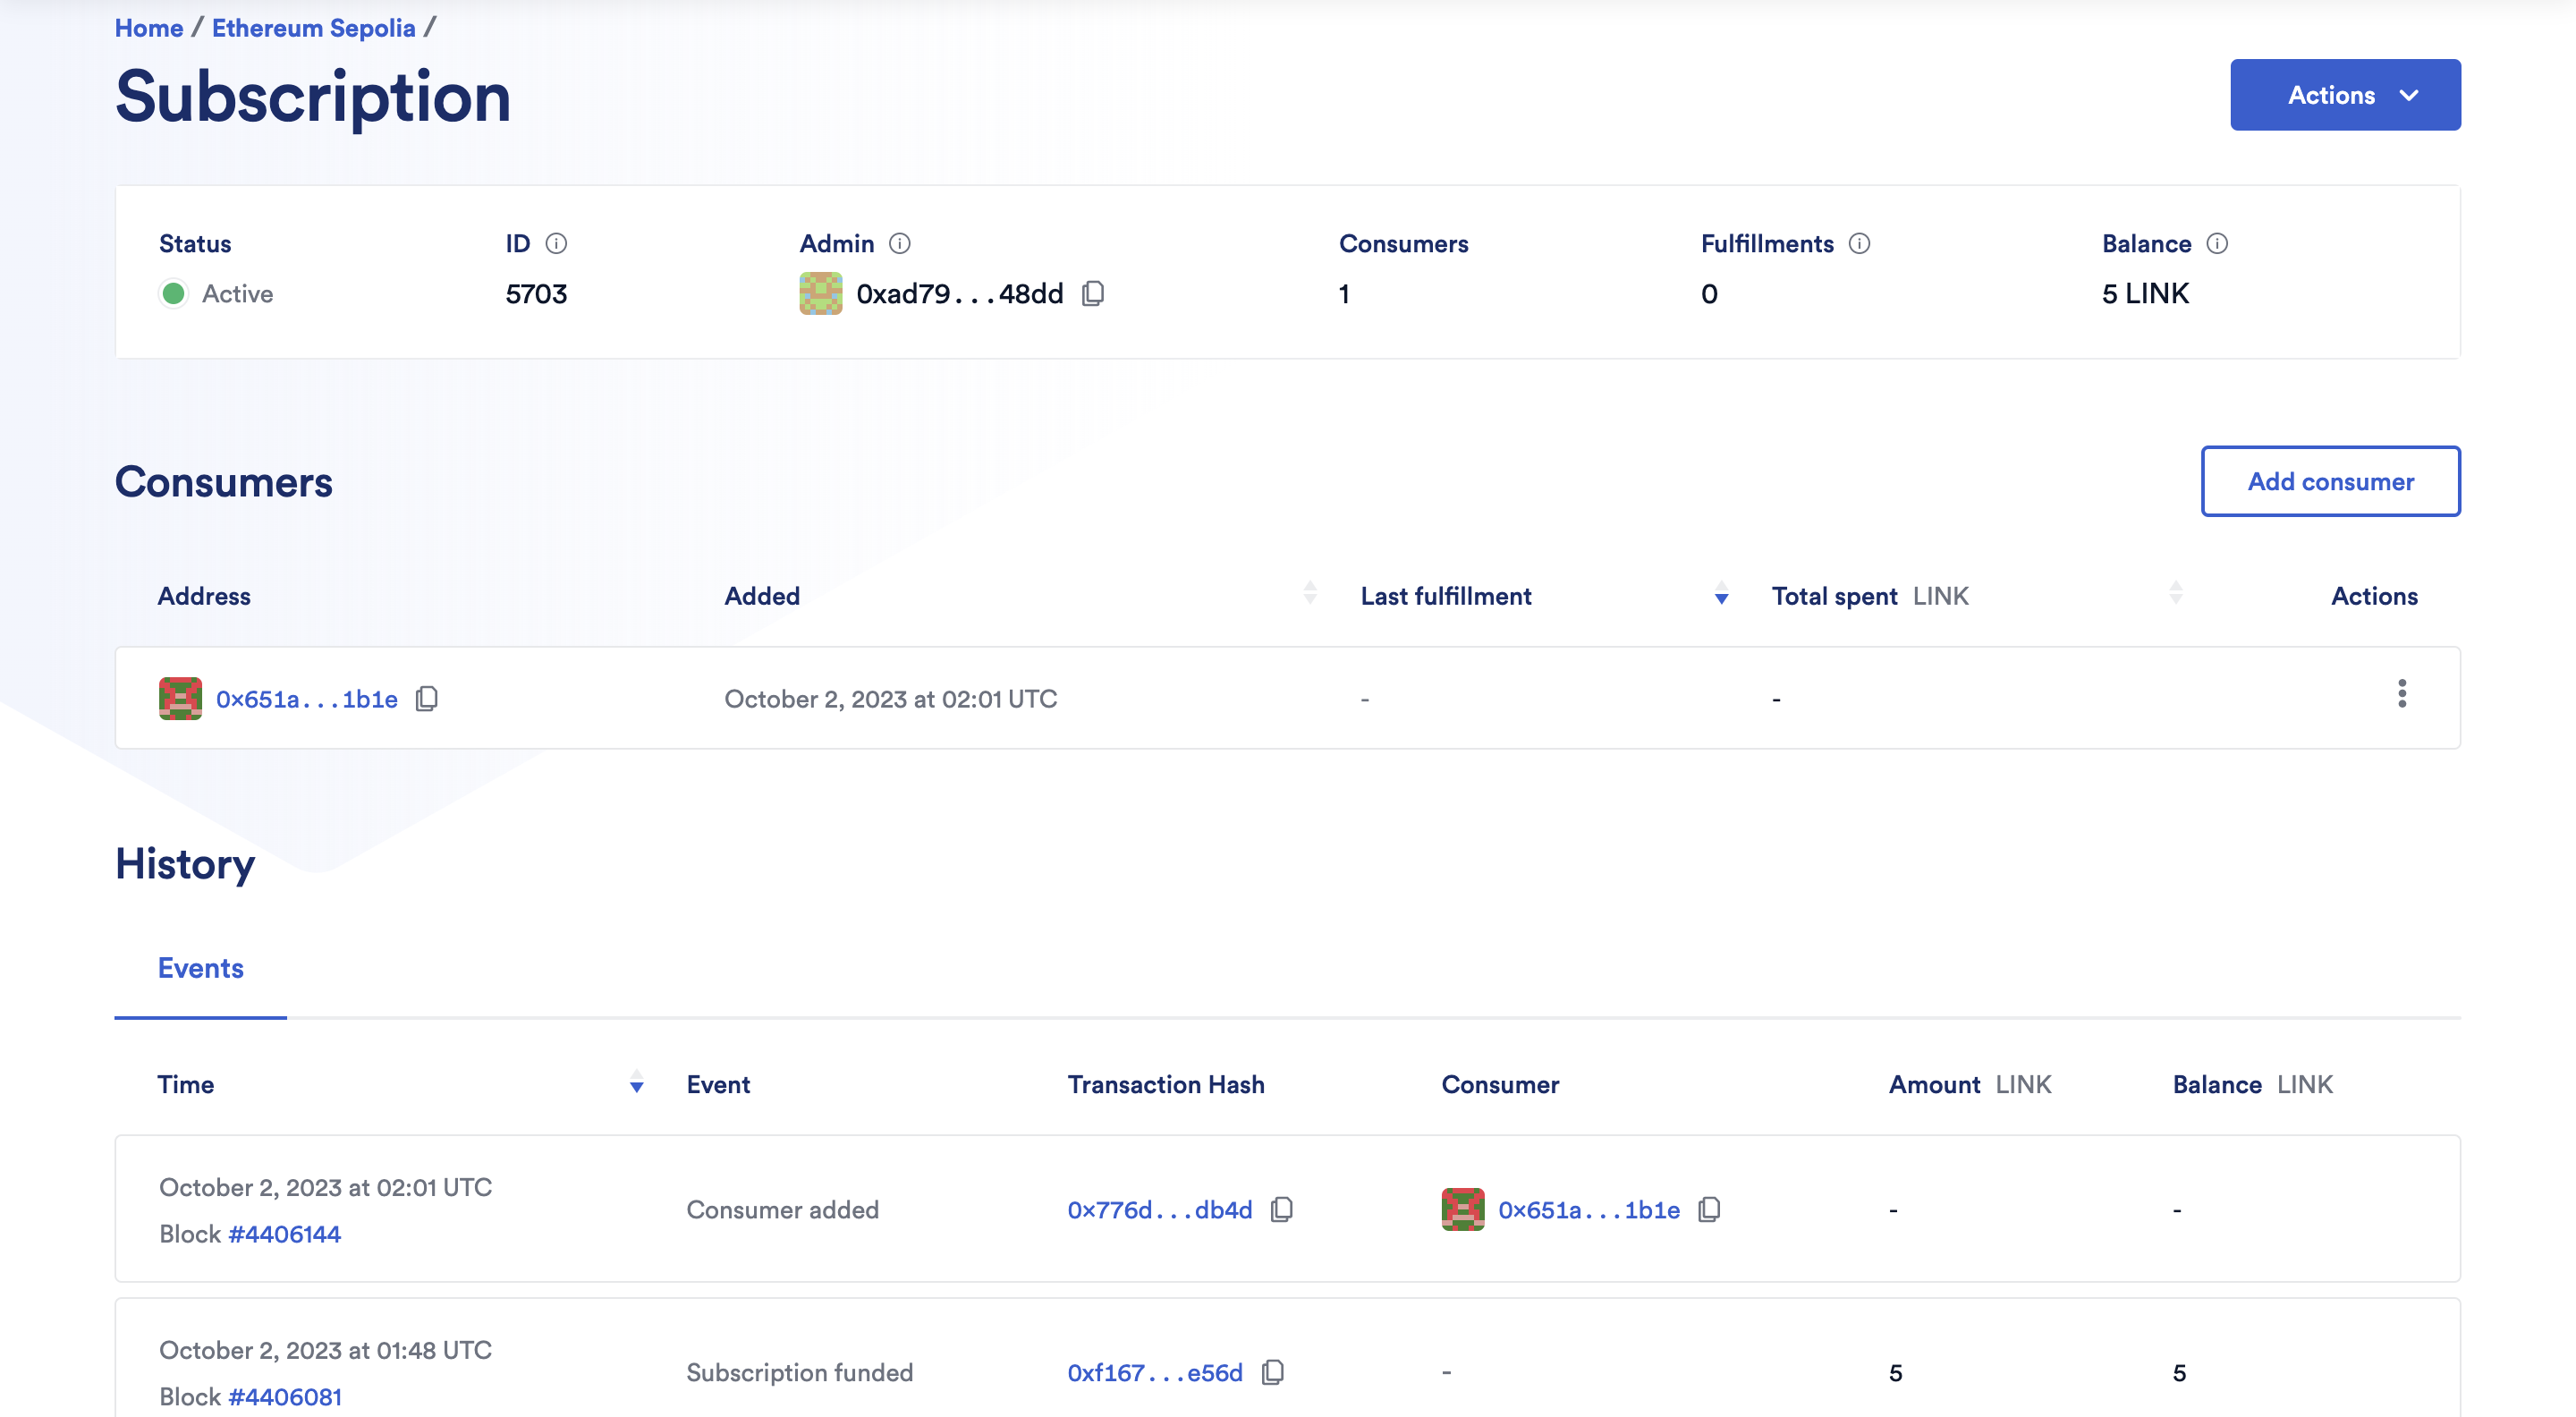 Home / Ethereum Sepolia /
Subscription
Actions
Status ID Admin Consumers Fulfillments Balance
Active 5703 0xad79...48dd 1 0 5 LINK
Consumers
Add consumer
Address Added Last fulfillment Total spent LINK Actions
0x651a...1b1e October 2, 2023 at 02:01 UTC - -
History
Events
Time Event Transaction Hash Consumer Amount LINK Balance LINK
October 2, 2023 at 02:01 UTC
Block #4406144
Consumer added 0x776d...db4d 0x651a...1b1e - -
October 2, 2023 at 01:48 UTC
Block #4406081
Subscription funded 0xf167...e56d - 5 5